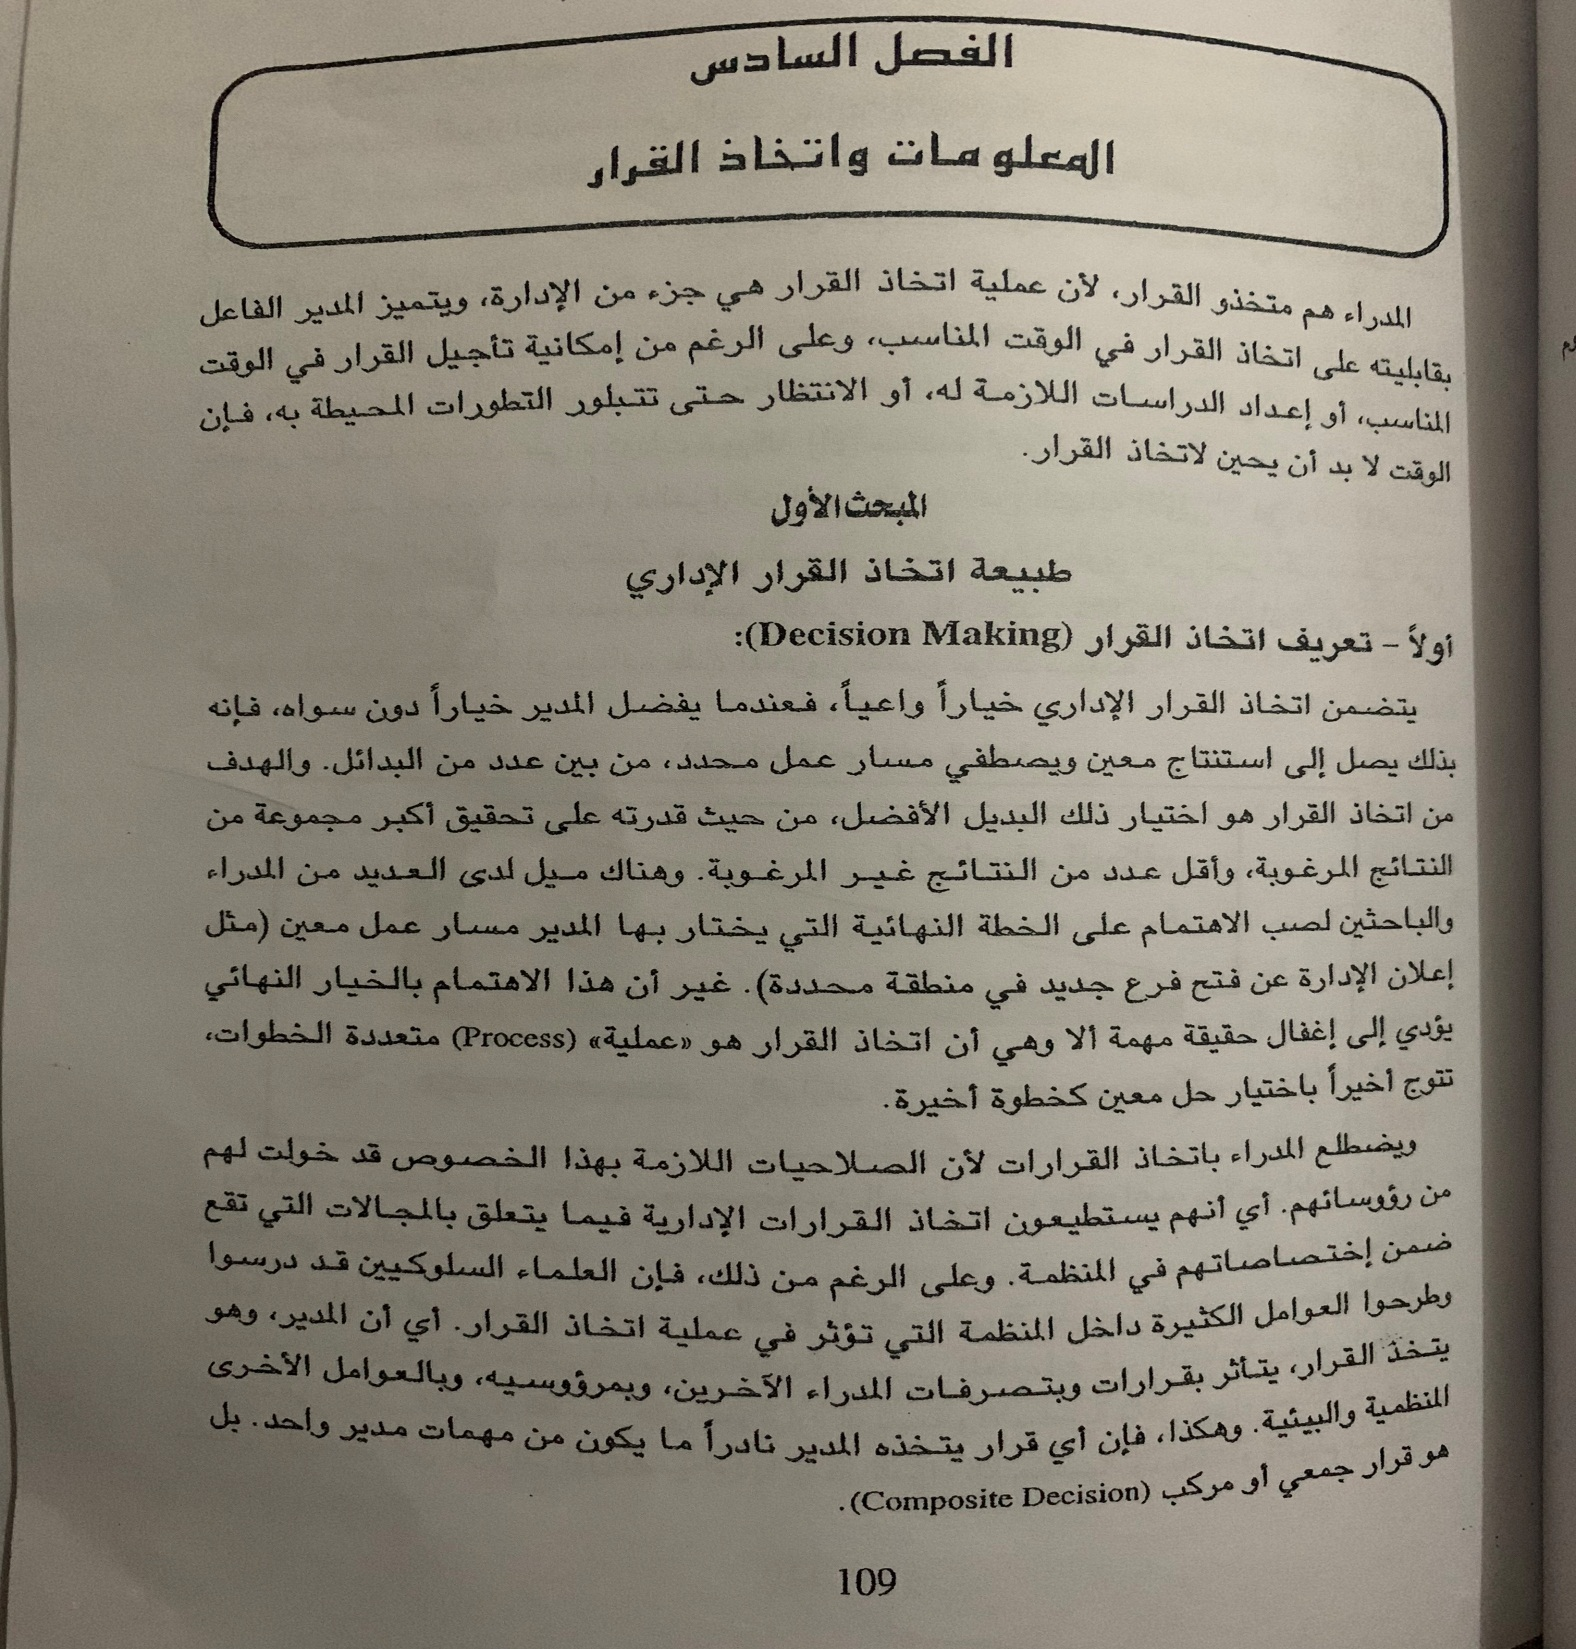 الفصل السادس
المعلومات واتخاذ القرار
المدراء هم متخذو القرار، لأن عملية اتخاذ القرار هي جزء من الإدارة، ويتميز المدير الفاعل
بقابليته على اتخاذ القرار في الوقت المناسب، وعلى الرغم من إمكانية تأجيل القرار في الوقت
المناسب، أو إعداد الدراسات اللازمة له، أو الانتظار حتى تتبلور التطورات المحيطة به، فإن
الوقت لا بد أن يحين لاتخاذ القرار.
المبحث الأول
طبيعة اتخاذ القرار الإداري
أولاً – تعريف اتخاذ القرار (Decision Making):
يتضمن اتخاذ القرار الإداري خياراً واعياً، فعندما يفضل المدير خياراً دون سواه، فإنه
بذلك يصل إلى استنتاج معين ويصطفي مسار عمل محدد، من بين عدد من البدائل. والهدف
من اتخاذ القرار هو اختيار ذلك البديل الأفضل، من حيث قدرته على تحقيق أكبر مجموعة من
النتائج المرغوبة، وأقل عدد من النتائج غير المرغوبة. وهناك ميل لدى العديد من المدراء
والباحثين لصب الاهتمام على الخطة النهائية التي يختار بها المدير مسار عمل معين (مثل
إعلان الإدارة عن فتح فرع جديد في منطقة محددة). غير أن هذا الاهتمام بالخيار النهائي
يؤدي إلى إغفال حقيقة مهمة ألا وهي أن اتخاذ القرار هو «عملية» (Process) متعددة الخطوات،
تتوج أخيراً باختيار حل معين كخطوة أخيرة.
ويضطلع المدراء باتخاذ القرارات لأن الصلاحيات اللازمة بهذا الخصوص قد خولت لهم
من رؤوسائهم. أي أنهم يستطيعون اتخاذ القرارات الإدارية فيما يتعلق بالمجالات التي تقع
ضمن إختصاصاتهم في المنظمة. وعلى الرغم من ذلك، فإن العلماء السلوكيين قد درسوا
وطرحوا العوامل الكثيرة داخل المنظمة التي تؤثر في عملية اتخاذ القرار. أي أن المدير، وهو
يتخذ القرار، يتأثر بقرارات وبتصرفات المدراء الآخرين، وبمرؤوسيه، وبالعوامل الأخرى
المنظمية والبيئية. وهكذا، فإن أي قرار يتخذه المدير نادراً ما يكون من مهمات مدير واحد. بل
هو قرار جمعي أو مركب (Composite Decision).
109